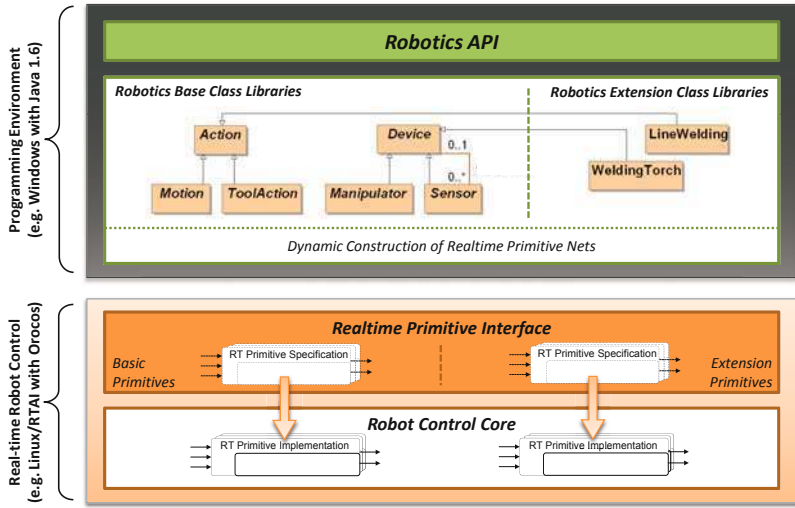 Programming Environment
(e.g. Windows with Java 1.6)
Robotics API
Robotics Base Class Libraries
Robotics Extension Class Libraries
Action
Device
LineWelding
0..1
WeldingTorch
0..*
Motion
ToolAction
Manipulator
Sensor
Dynamic Construction of Realtime Primitive Nets
Real-time Robot Control
(e.g. Linux/RTAI with Orocos)
Realtime Primitive Interface
RT Primitive Specification
RT Primitive Specification
Basic
Primitives
Extension
Primitives
Robot Control Core
RT Primitive Implementation
RT Primitive Implementation